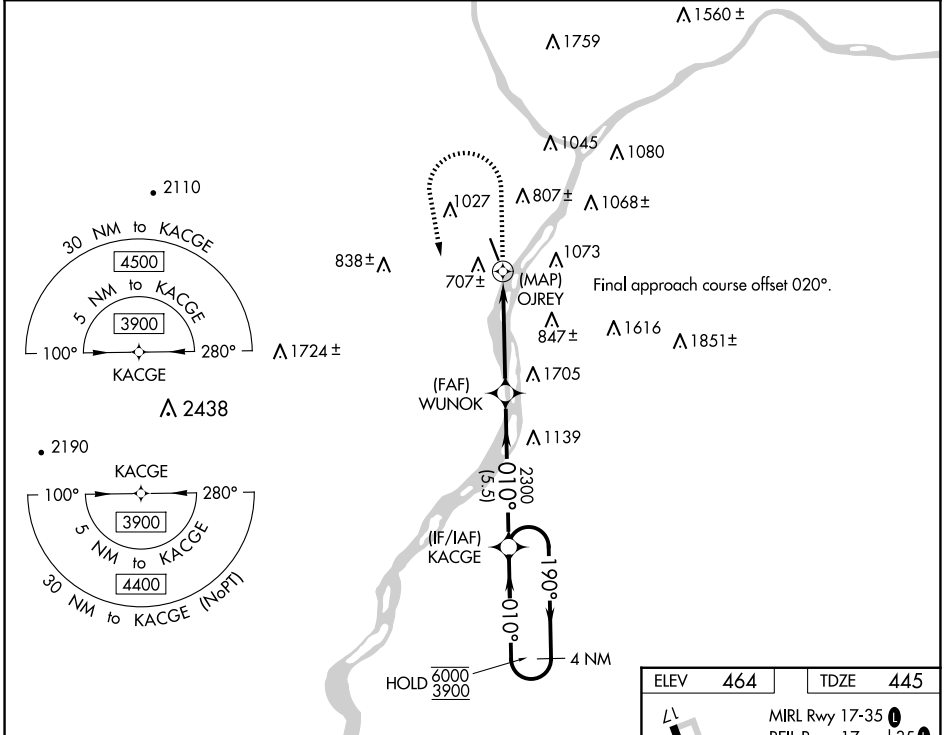 1560 ±
1759
1045
1080
2110
1027
807±
1068±
30 NM to KACGE
4500
5 NM to KACGE
3900
100°
280°
KACGE
838±
707±
(MAP)
OJREY
1073
Final approach course offset 020°.
847±
1616
1851±
1724 ±
1705
(FAF)
WUNOK
2438
2190
1139
KACGE
100°
280°
3900
5 NM to KACGE
4400
30 NM to KACGE (NoPT)
2300
010°
(5.5)
(IF/IAF)
KACGE
190°
010°
4 NM
HOLD 6000
3900
ELEV 464
TDZE 445
17
MIRL Rwy 17-35 L